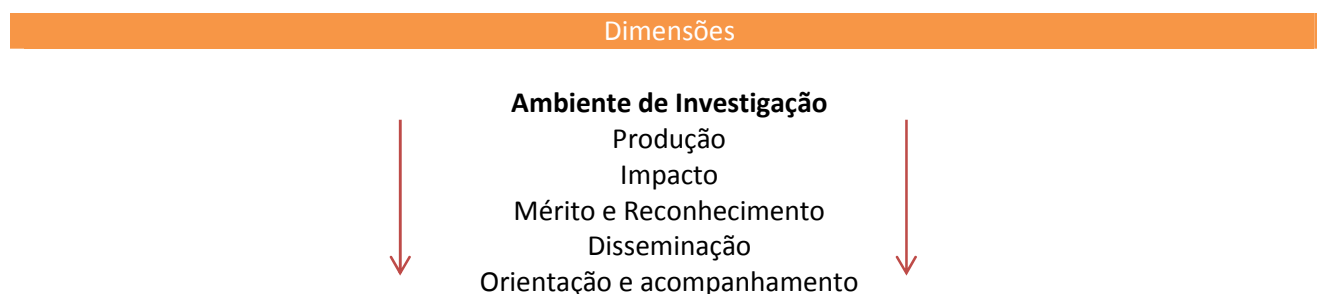 Dimensões
Ambiente de Investigação
Produção
Impacto
Mérito e Reconhecimento
Disseminação
Orientação e acompanhamento